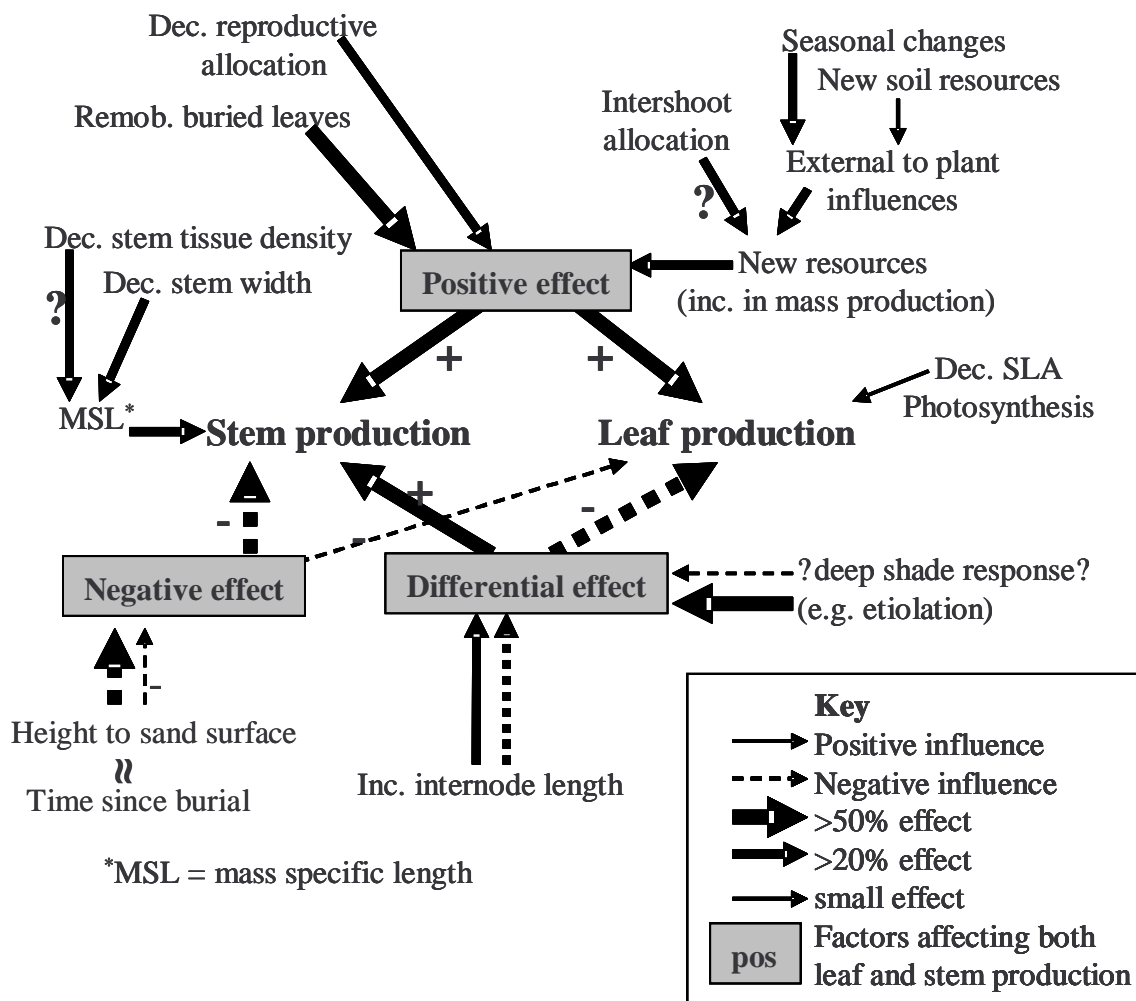 Dec. reproductive
allocation
Remob. buried leaves
Seasonal changes
New soil resources
Intershoot
allocation
?
External to plant
influences
Dec. stem tissue density
Dec. stem width
?
Positive effect
New resources
(inc. in mass production)
+
+
Dec. SLA
Photosynthesis
MSL*
Stem production
Leaf production
+
-
-
-
Negative effect
Differential effect
?deep shade response?
(e.g. etiolation)
-
Height to sand surface
≈
Time since burial
Inc. internode length
*MSL = mass specific length
Key
Positive influence
Negative influence
>50% effect
>20% effect
small effect
pos
Factors affecting both
leaf and stem production